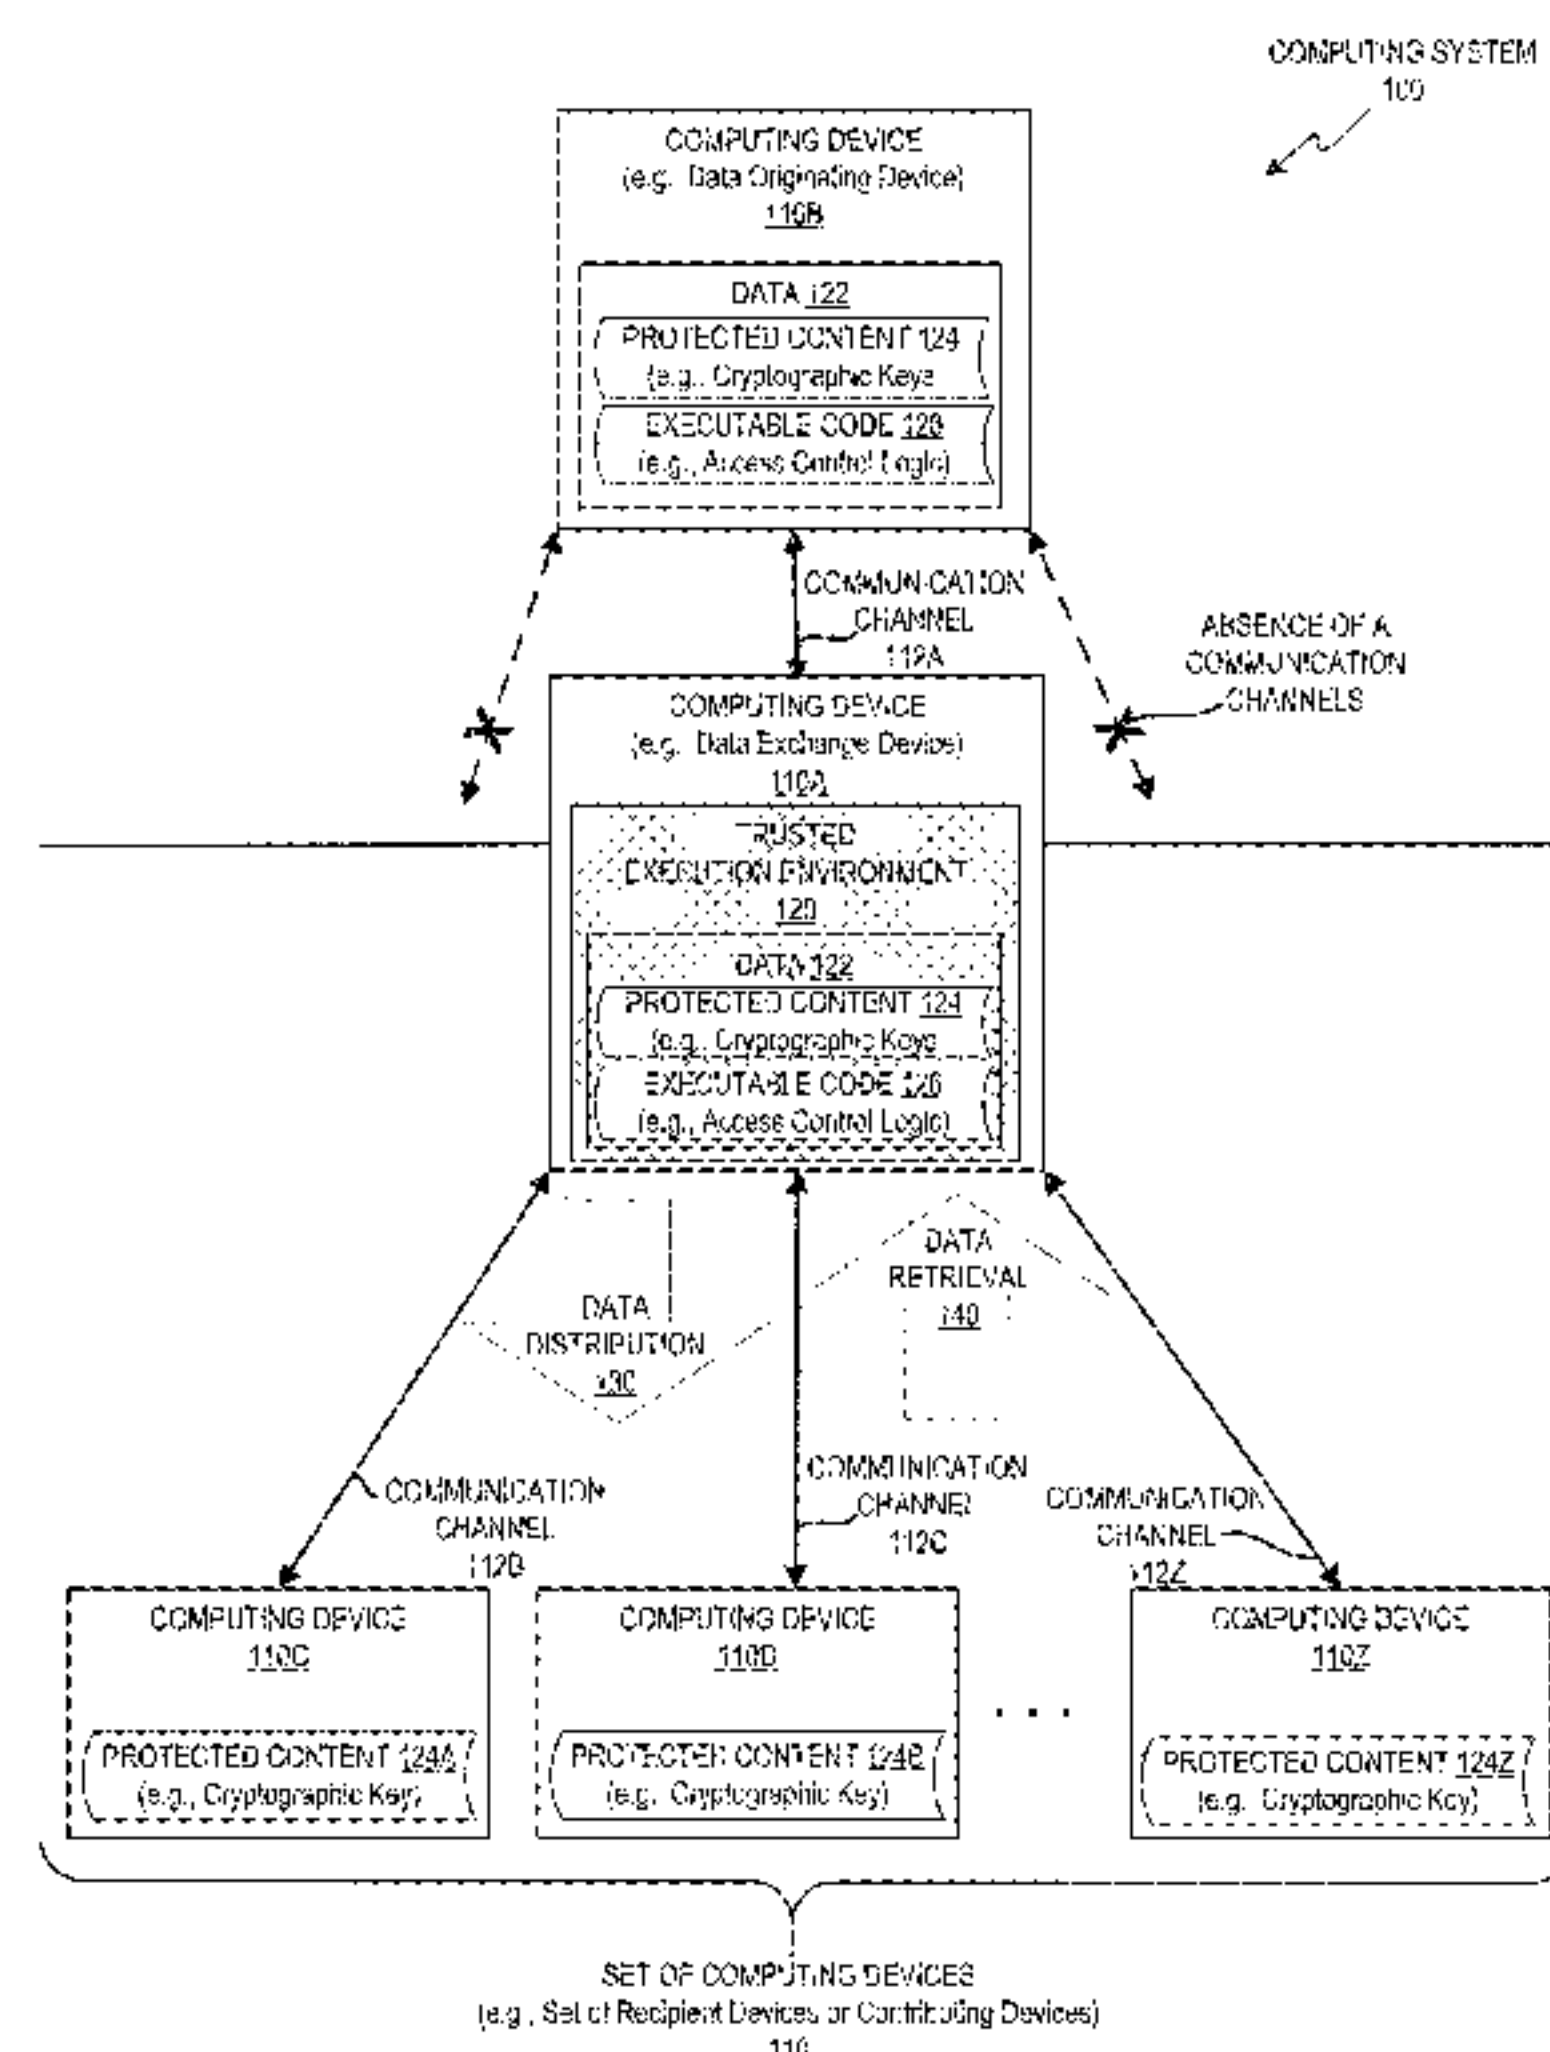 COMPUTING SYSTEM
100
COMPUTING DEVICE
(e.g. Data Originating Device)
110B
DATA 122
PROTECTED CONTENT 124
(e.g., Cryptographic Keys
EXECUTABLE CODE 126
(e.g., Access Control Logic)
COMMUNICATION
CHANNEL
112A
ABSENCE OF A
COMMUNICATION
CHANNELS
COMPUTING DEVICE
(e.g. Data Exchange Device)
110A
TRUSTED
EXECUTION ENVIRONMENT
120
DATA 122
PROTECTED CONTENT 124
(e.g., Cryptographic Keys
EXECUTABLE CODE 126
(e.g., Access Control Logic)
DATA
RETRIEVAL
140
DATA
DISTRIBUTION
130
COMMUNICATION
CHANNEL
112B
COMMUNICATION
CHANNEL
112C
COMMUNICATION
CHANNEL
112Z
COMPUTING DEVICE
110C
PROTECTED CONTENT 124A
(e.g., Cryptographic Key)
COMPUTING DEVICE
110D
PROTECTED CONTENT 124B
(e.g. Cryptographic Key)
. . .
COMPUTING DEVICE
110Z
PROTECTED CONTENT 124Z
(e.g. Cryptographic Key)
SET OF COMPUTING DEVICES
(e.g., Set of Recipient Devices or Contributing Devices)
110